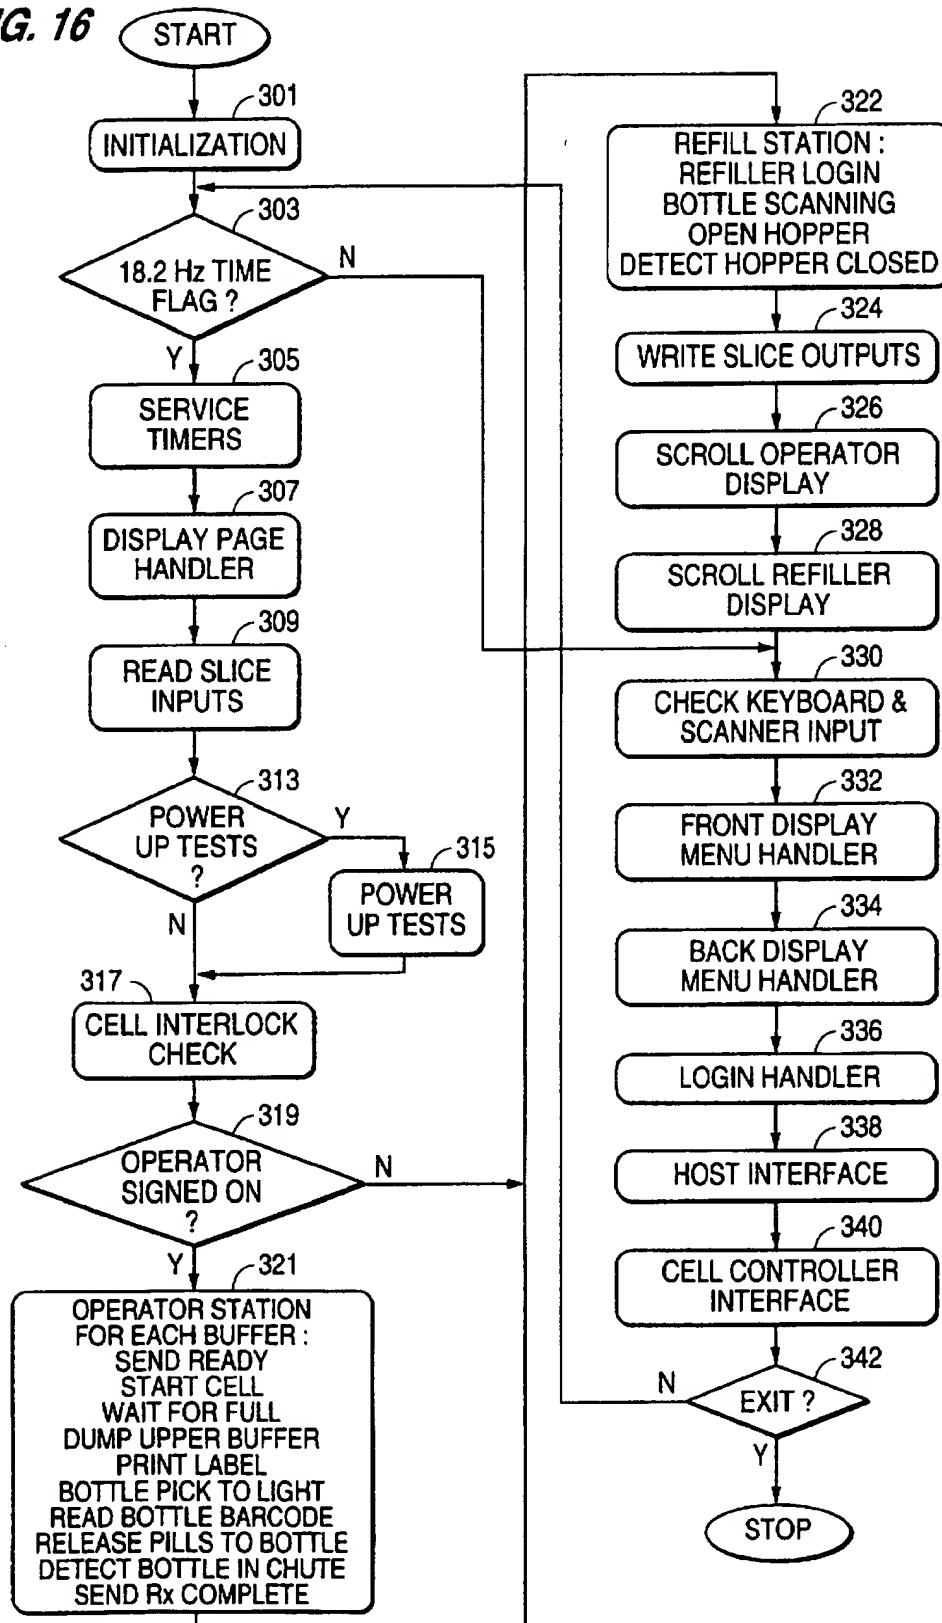 G. 16
START
301
INITIALIZATION
303
18.2 Hz TIME
FLAG ?
N
Y
305
SERVICE
TIMERS
307
DISPLAY PAGE
HANDLER
309
READ SLICE
INPUTS
313
POWER
UP TESTS
?
Y
N
315
POWER
UP TESTS
317
CELL INTERLOCK
CHECK
319
OPERATOR
SIGNED ON
?
N
Y
321
OPERATOR STATION
FOR EACH BUFFER :
SEND READY
START CELL
WAIT FOR FULL
DUMP UPPER BUFFER
PRINT LABEL
BOTTLE PICK TO LIGHT
READ BOTTLE BARCODE
RELEASE PILLS TO BOTTLE
DETECT BOTTLE IN CHUTE
SEND Rx COMPLETE
322
REFILL STATION :
REFILLER LOGIN
BOTTLE SCANNING
OPEN HOPPER
DETECT HOPPER CLOSED
324
WRITE SLICE OUTPUTS
326
SCROLL OPERATOR
DISPLAY
328
SCROLL REFILLER
DISPLAY
330
CHECK KEYBOARD &
SCANNER INPUT
332
FRONT DISPLAY
MENU HANDLER
334
BACK DISPLAY
MENU HANDLER
336
LOGIN HANDLER
338
HOST INTERFACE
340
CELL CONTROLLER
INTERFACE
342
EXIT ?
N
Y
STOP